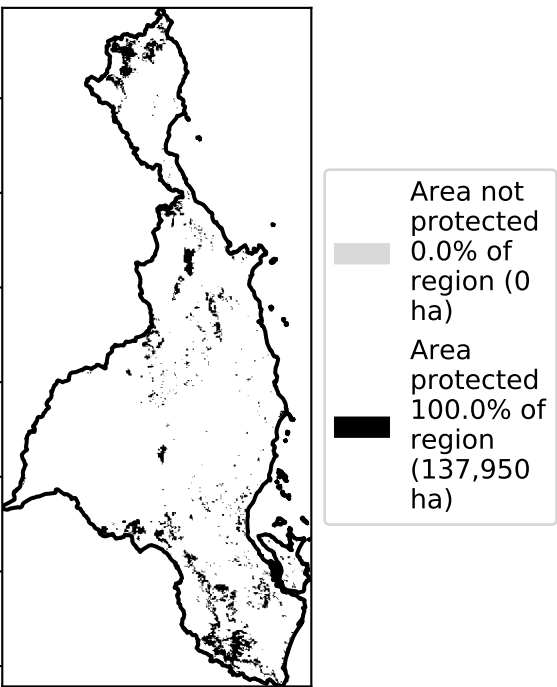 Area not
protected
0.0% of
region (0
ha)
Area
protected
100.0% of
region
(137,950
ha)